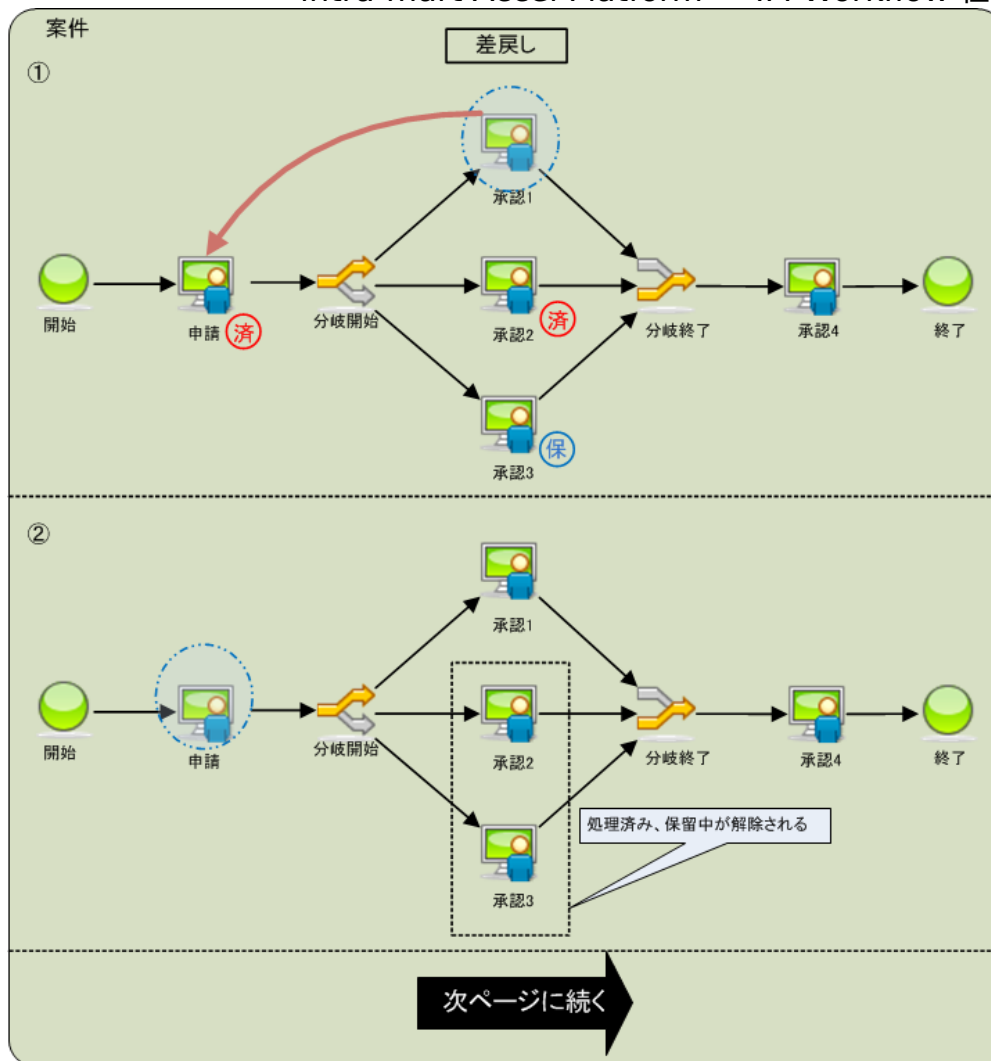 案件
差戻し
①
承認1
開始
申請
済
分岐開始
承認2
済
分岐終了
承認4
終了
承認3
保
②
承認1
開始
申請
分岐開始
承認2
分岐終了
承認4
終了
処理済み、保留中が解除される
承認3
次ページに続く